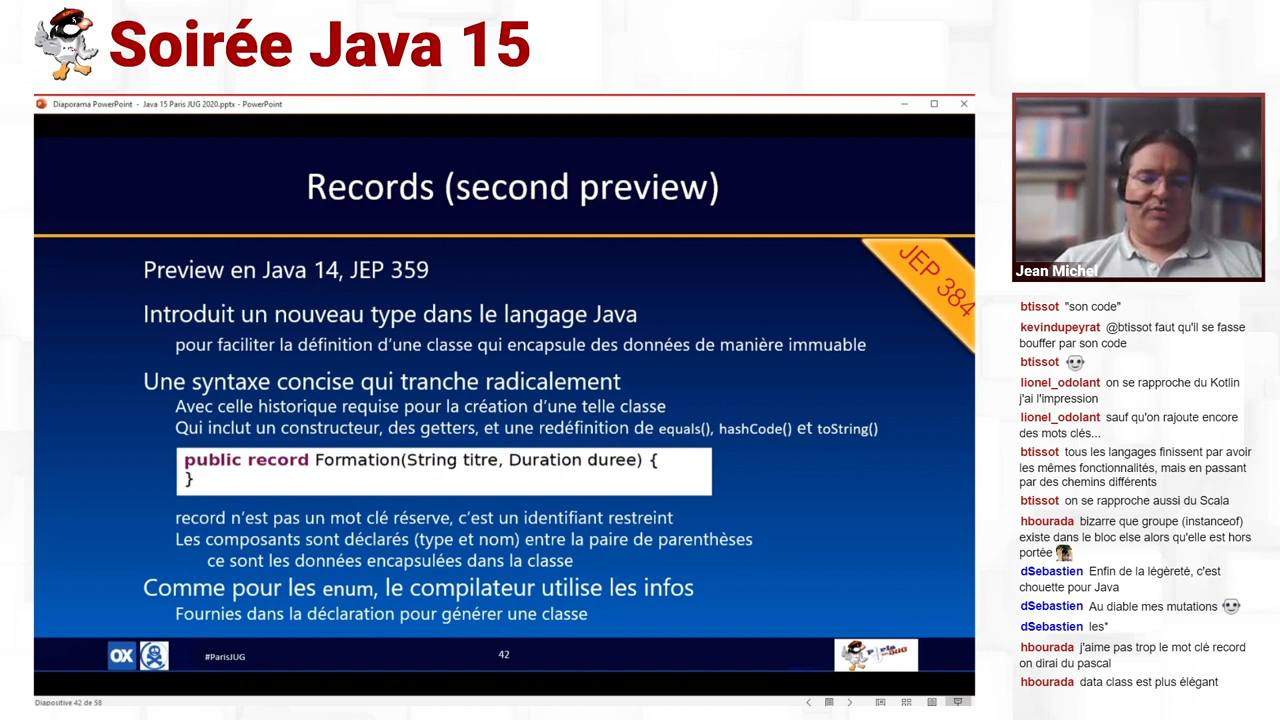 Soirée Java 15
Diaporama PowerPoint - Java 15 Paris JUG 2020.pptx - PowerPoint
Records (second preview)
JEP 384
Preview en Java 14, JEP 359
Introduit un nouveau type dans le langage Java
pour faciliter la définition d'une classe qui encapsule des données de manière immuable
Une syntaxe concise qui tranche radicalement
Avec celle historique requise pour la création d'une telle classe
Qui inclut un constructeur, des getters, et une redéfinition de equals(), hashCode() et toString()
public record Formation(String titre, Duration duree) {
}
record n'est pas un mot clé réserve, c'est un identifiant restreint
Les composants sont déclarés (type et nom) entre la paire de parenthèses
ce sont les données encapsulées dans la classe
Comme pour les enum, le compilateur utilise les infos
Fournies dans la déclaration pour générer une classe
OX
#ParisJUG
42
Diapositive 42 de 58
Jean Michel
btissot "son code"
kevindupeyrat @btissot faut qu'il se fasse
bouffer par son code
btissot
lionel_odolant on se rapproche du Kotlin
j'ai l'impression
lionel_odolant sauf qu'on rajoute encore
des mots clés...
btissot tous les langages finissent par avoir
les mêmes fonctionnalités, mais en passant
par des chemins différents
btissot on se rapproche aussi du Scala
hbourada bizarre que groupe (instanceof)
existe dans le bloc else alors qu'elle est hors
portée
dSebastien Enfin de la légèreté, c'est
chouette pour Java
dSebastien Au diable mes mutations
dSebastien les*
hbourada j'aime pas trop le mot clé record
on dirai du pascal
hbourada data class est plus élégant